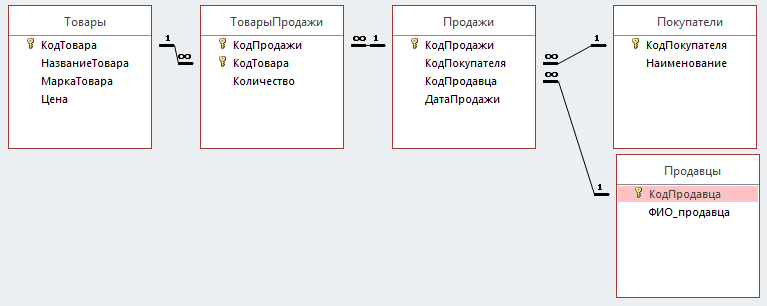 Товары
КодТовара
НазваниеТовара
МаркаТовара
Цена
1
∞
ТоварыПродажи
КодПродажи
КодТовара
Количество
∞
1
Продажи
КодПродажи
КодПокупателя
КодПродавца
ДатаПродажи
∞
∞
1
Покупатели
КодПокупателя
Наименование
1
Продавцы
КодПродавца
ФИО_продавца